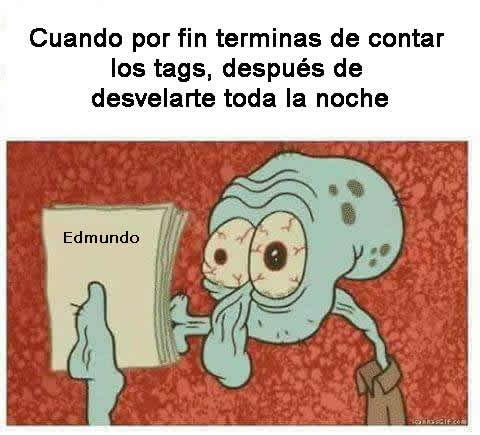 Cuando por fin terminas de contar
los tags, después de
desvelarte toda la noche
Edmundo